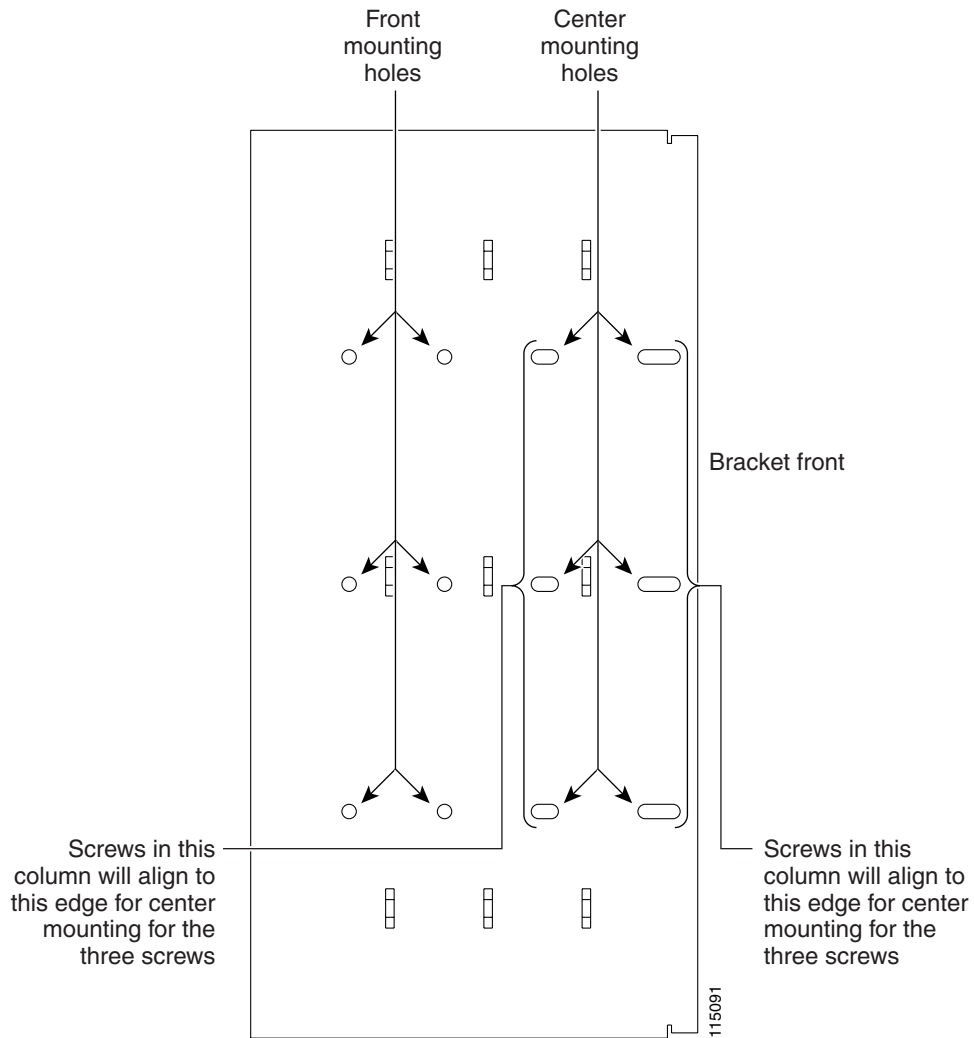 Front
mounting
holes
Center
mounting
holes
Bracket front
Screws in this
column will align to
this edge for center
mounting for the
three screws
Screws in this
column will align to
this edge for center
mounting for the
three screws
115091